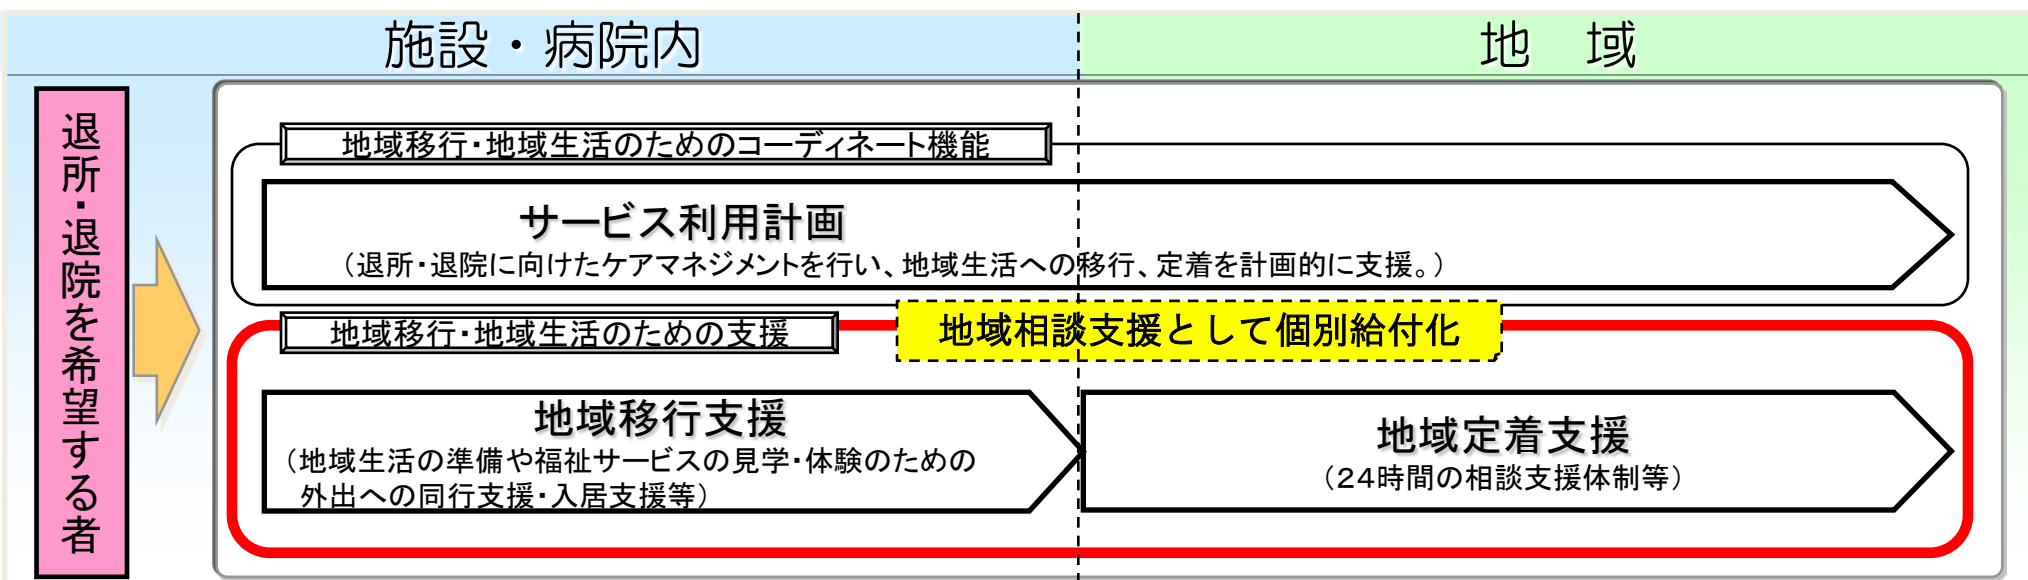 施設・病院内
地　域
退所・退院を希望する者
地域移行・地域生活のためのコーディネート機能
サービス利用計画
（退所・退院に向けたケアマネジメントを行い、地域生活への移行、定着を計画的に支援。）
地域移行・地域生活のための支援
地域相談支援として個別給付化
地域移行支援
（地域生活の準備や福祉サービスの見学・体験のための
外出への同行支援・入居支援等）
地域定着支援
（２４時間の相談支援体制等）